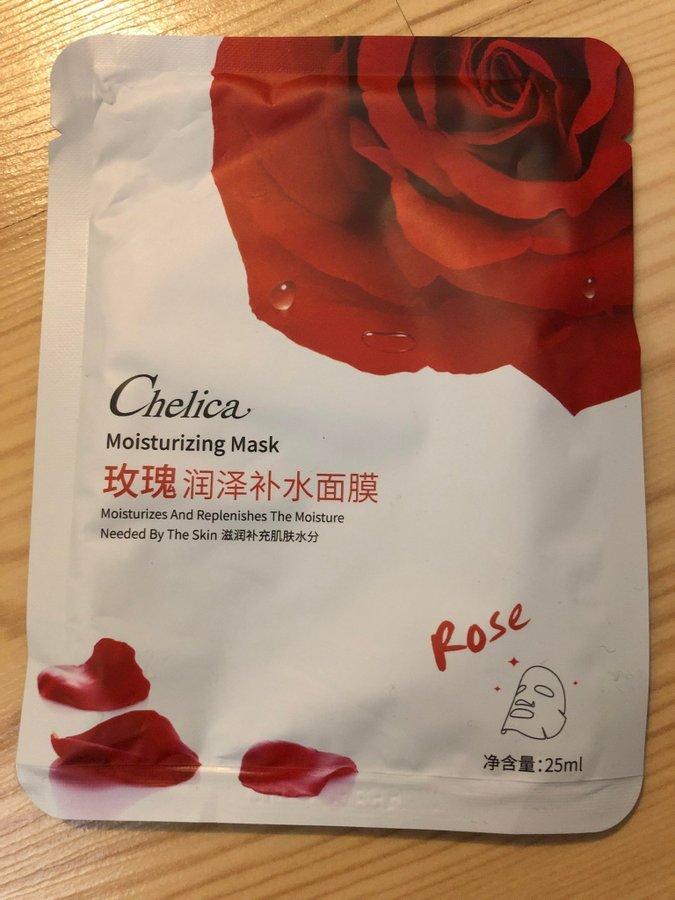 Chelica
Moisturizing Mask
玫瑰润泽补水面膜
Moisturizes And Replenishes The Moisture
Needed By The Skin 滋润补充肌肤水分
Rose
净含量:25ml